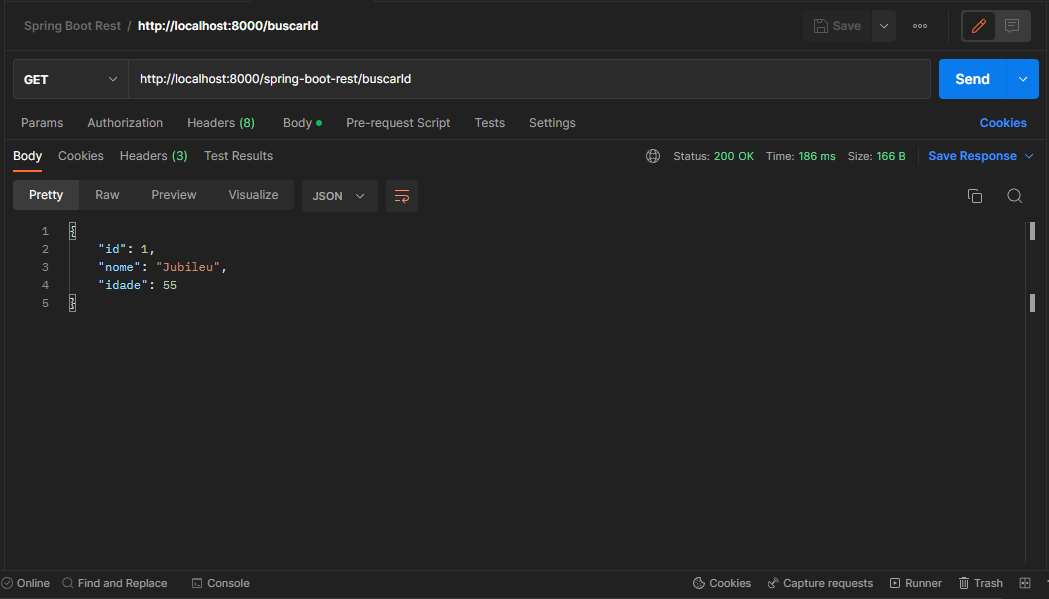 Spring Boot Rest / http://localhost:8000/buscarId Save
GET http://localhost:8000/spring-boot-rest/buscarId Send
Params Authorization Headers (8) Body Pre-request Script Tests Settings Cookies
Body Cookies Headers (3) Test Results Status: 200 OK Time: 186 ms Size: 166 B Save Response
Pretty Raw Preview Visualize JSON
1 {
2 "id": 1,
3 "nome": "Jubileu",
4 "idade": 55
5 }
Online Find and Replace Console Cookies Capture requests Runner Trash